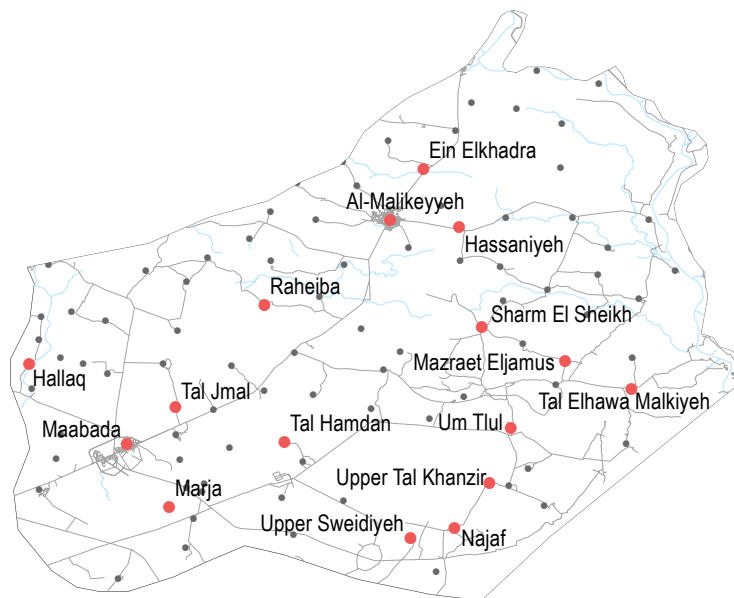 Ein Elkhadra
Al-Malikeyyeh
Hassaniyeh
Raheiba
Sharm El Sheikh
Mazraet Eljamus
Hallaq
Tal Jmal
Tal Elhawa Malkiyeh
Maabada
Tal Hamdan
Um Tlul
Upper Tal Khanzir
Marja
Upper Sweidiyeh
Najaf